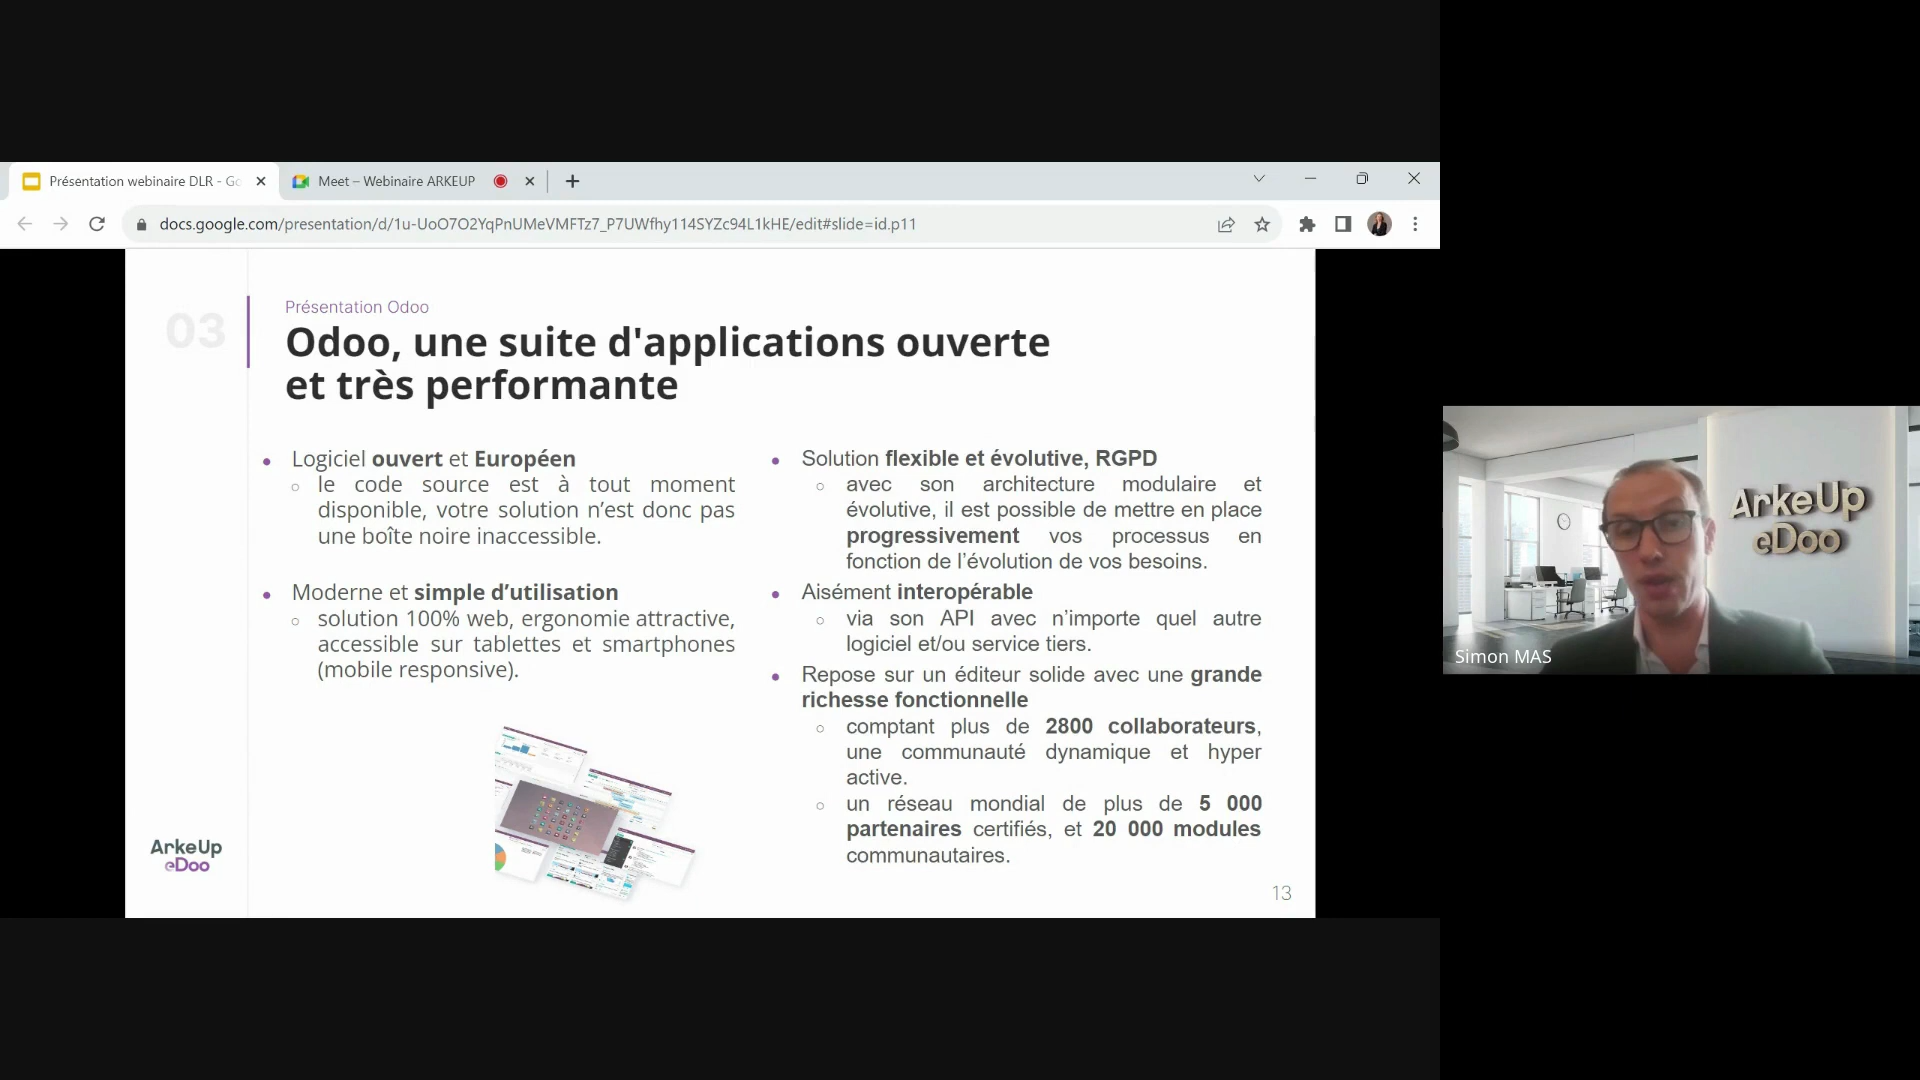 Présentation webinaire DLR - Go
Meet – Webinaire ARKEUP
docs.google.com/presentation/d/1u-UoO7O2YqPnUMeVMFTz7_P7UWfhy114SYZc94L1kHE/edit#slide=id.p11
03
Présentation Odoo
Odoo, une suite d'applications ouverte
et très performante
• Logiciel ouvert et Européen
○ le code source est à tout moment
disponible, votre solution n’est donc pas
une boîte noire inaccessible.
• Moderne et simple d’utilisation
○ solution 100% web, ergonomie attractive,
accessible sur tablettes et smartphones
(mobile responsive).
• Solution flexible et évolutive, RGPD
○ avec son architecture modulaire et
évolutive, il est possible de mettre en place
progressivement vos processus en
fonction de l’évolution de vos besoins.
• Aisément interopérable
○ via son API avec n’importe quel autre
logiciel et/ou service tiers.
• Repose sur un éditeur solide avec une grande
richesse fonctionnelle
○ comptant plus de 2800 collaborateurs,
une communauté dynamique et hyper
active.
○ un réseau mondial de plus de 5 000
partenaires certifiés, et 20 000 modules
communautaires.
ArkeUp
eDoo
13
ArkeUp
eDoo
Simon MAS